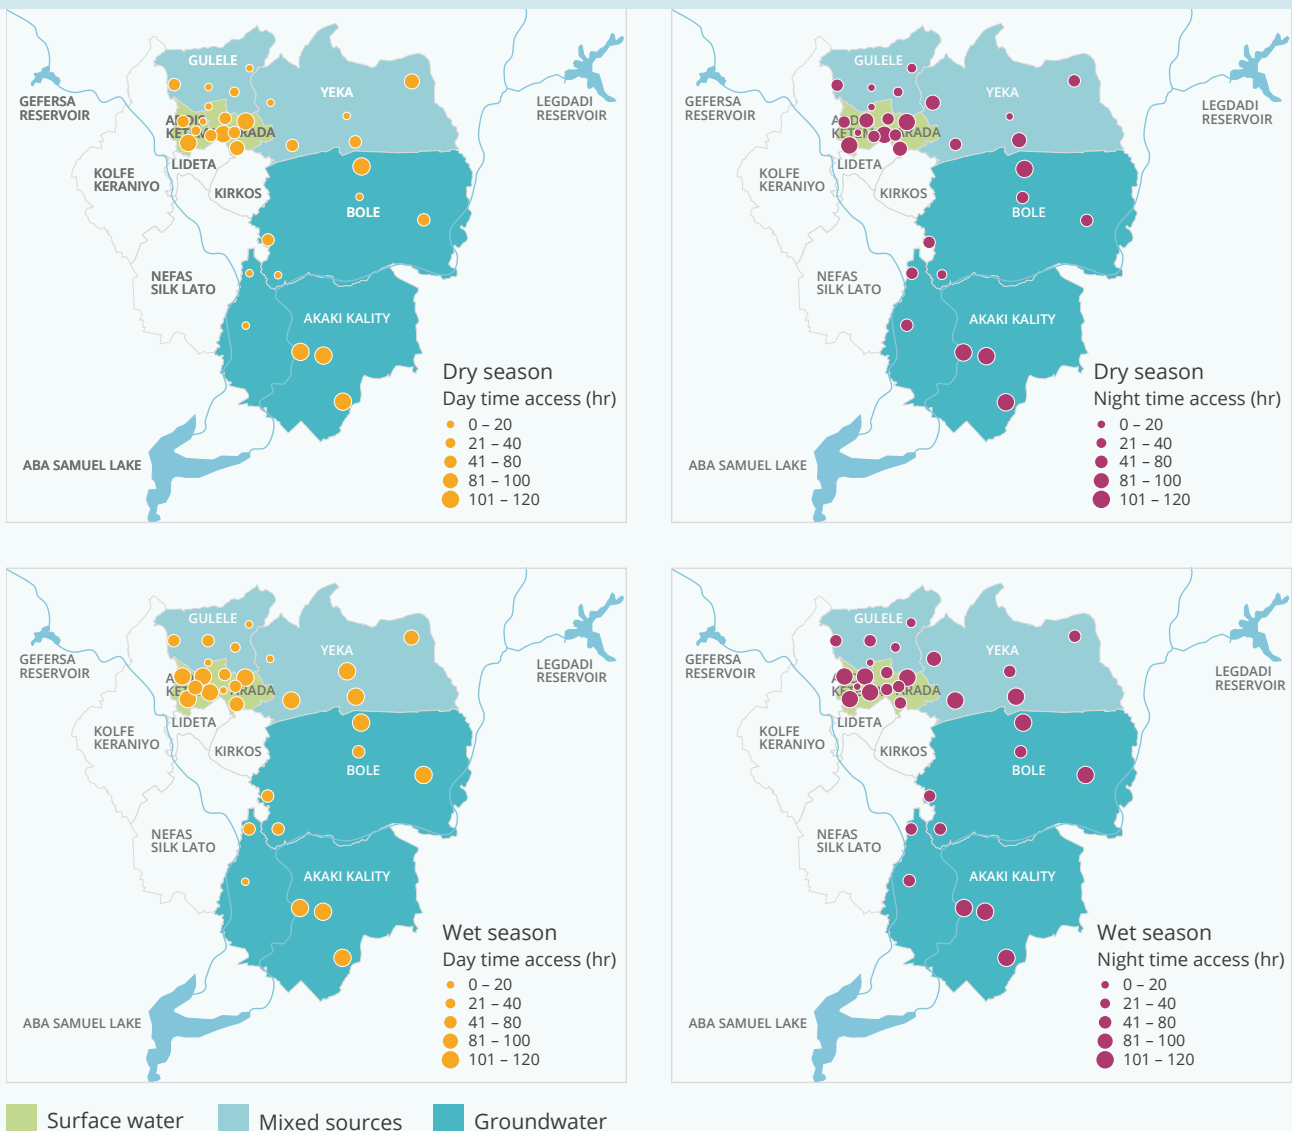 GULELE
YEKA
GEFERSA
RESERVOIR
LEGDADI
RESERVOIR
ADDIS
ARADA
LIDETA
KOLFE
KERANIYO
KIRKOS
BOLE
NEFAS
SILK LATO
AKAKI KALITY
ABA SAMUEL LAKE
Dry season
Day time access (hr)
0 – 20
21 – 40
41 – 80
81 – 100
101 – 120
GULELE
YEKA
GEFERSA
RESERVOIR
LEGDADI
RESERVOIR
ARADA
LIDETA
KOLFE
KERANIYO
KIRKOS
BOLE
NEFAS
SILK LATO
AKAKI KALITY
ABA SAMUEL LAKE
Dry season
Night time access (hr)
0 – 20
21 – 40
41 – 80
81 – 100
101 – 120
GULELE
YEKA
GEFERSA
RESERVOIR
LEGDADI
RESERVOIR
ARADA
LIDETA
KOLFE
KERANIYO
KIRKOS
BOLE
NEFAS
SILK LATO
AKAKI KALITY
ABA SAMUEL LAKE
Wet season
Day time access (hr)
0 – 20
21 – 40
41 – 80
81 – 100
101 – 120
GULELE
YEKA
GEFERSA
RESERVOIR
LEGDADI
RESERVOIR
ARADA
LIDETA
KOLFE
KERANIYO
KIRKOS
BOLE
NEFAS
SILK LATO
AKAKI KALITY
ABA SAMUEL LAKE
Wet season
Night time access (hr)
0 – 20
21 – 40
41 – 80
81 – 100
101 – 120
Surface water
Mixed sources
Groundwater